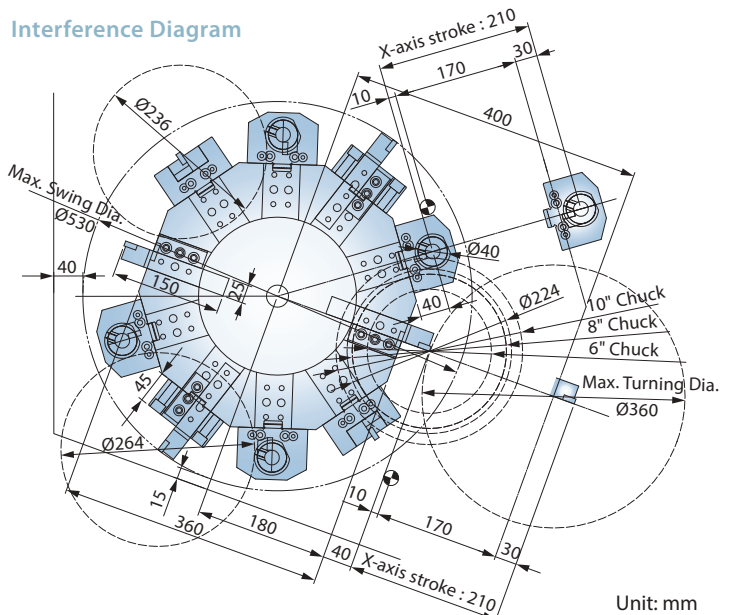 Interference Diagram
X-axis stroke : 210
170
30
10
400
Ø236
Max. Swing Dia.
Ø530
40
150
25
Ø40
40
Ø224
10" Chuck
8" Chuck
6" Chuck
Max. Turning Dia.
Ø360
45
Ø264
15
360
180
40
10
170
30
X-axis stroke : 210
Unit: mm